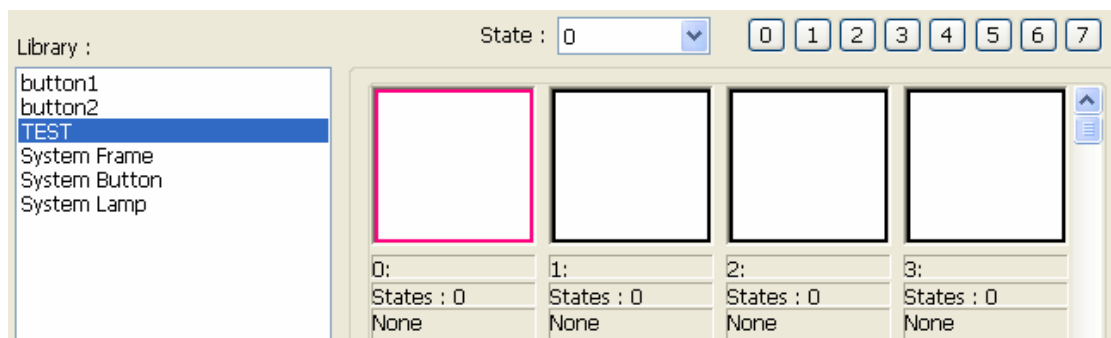 State : 0 0 1 2 3 4 5 6 7
Library :
button1
button2
TEST
System Frame
System Button
System Lamp
0: 1: 2: 3:
States : 0 States : 0 States : 0 States : 0
None None None None